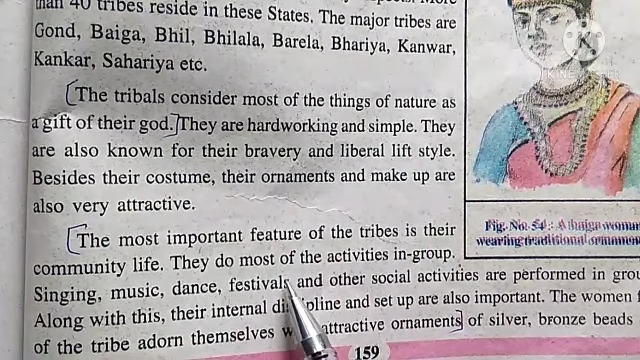 than 40 tribes reside in these States. The major tribes are
Gond, Baiga, Bhil, Bhilala, Barela, Bhariya, Kanwar,
Kankar, Sahariya etc.
The tribals consider most of the things of nature as
a gift of their god. They are hardworking and simple. They
are also known for their bravery and liberal lift style.
Besides their costume, their ornaments and make up are
also very attractive.
The most important feature of the tribes is their
community life. They do most of the activities in-group.
Singing, music, dance, festivals and other social activities are performed in
Along with this, their internal and set up are also important. The women
of the tribe adorn themselves attractive ornaments of silver, bronze beads
Fig. No. 54 : A baiga woman
wearing traditional
159
KINE